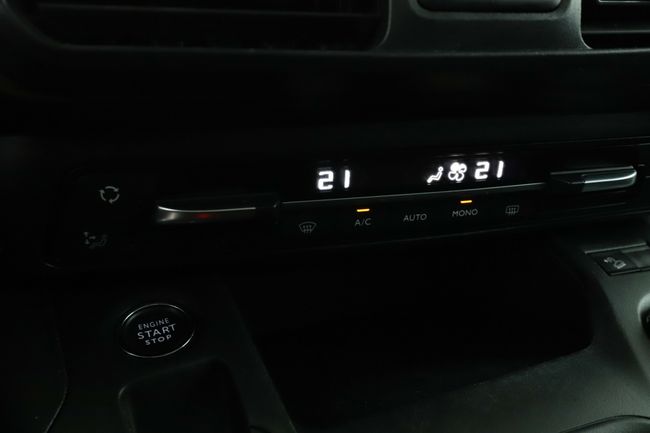 21 21
A/C AUTO MONO
ENGINE
START
STOP